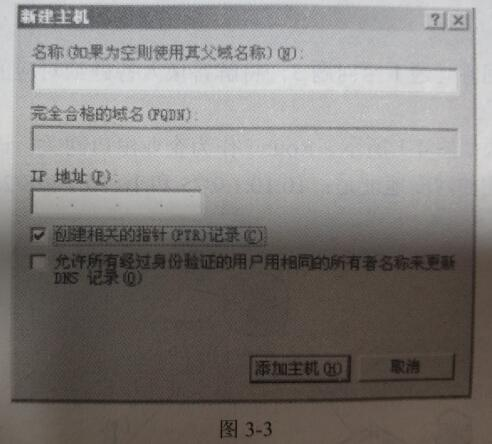 新建主机
名称(如果为空则使用其父域名称)(N):
完全合格的域名(FQDN):
IP 地址(P):
创建相关的指针(PTR)记录(C)
允许所有经过身份验证的用户用相同的所有者名称来更新
DNS 记录(O)
添加主机(H)
取消
图 3-3